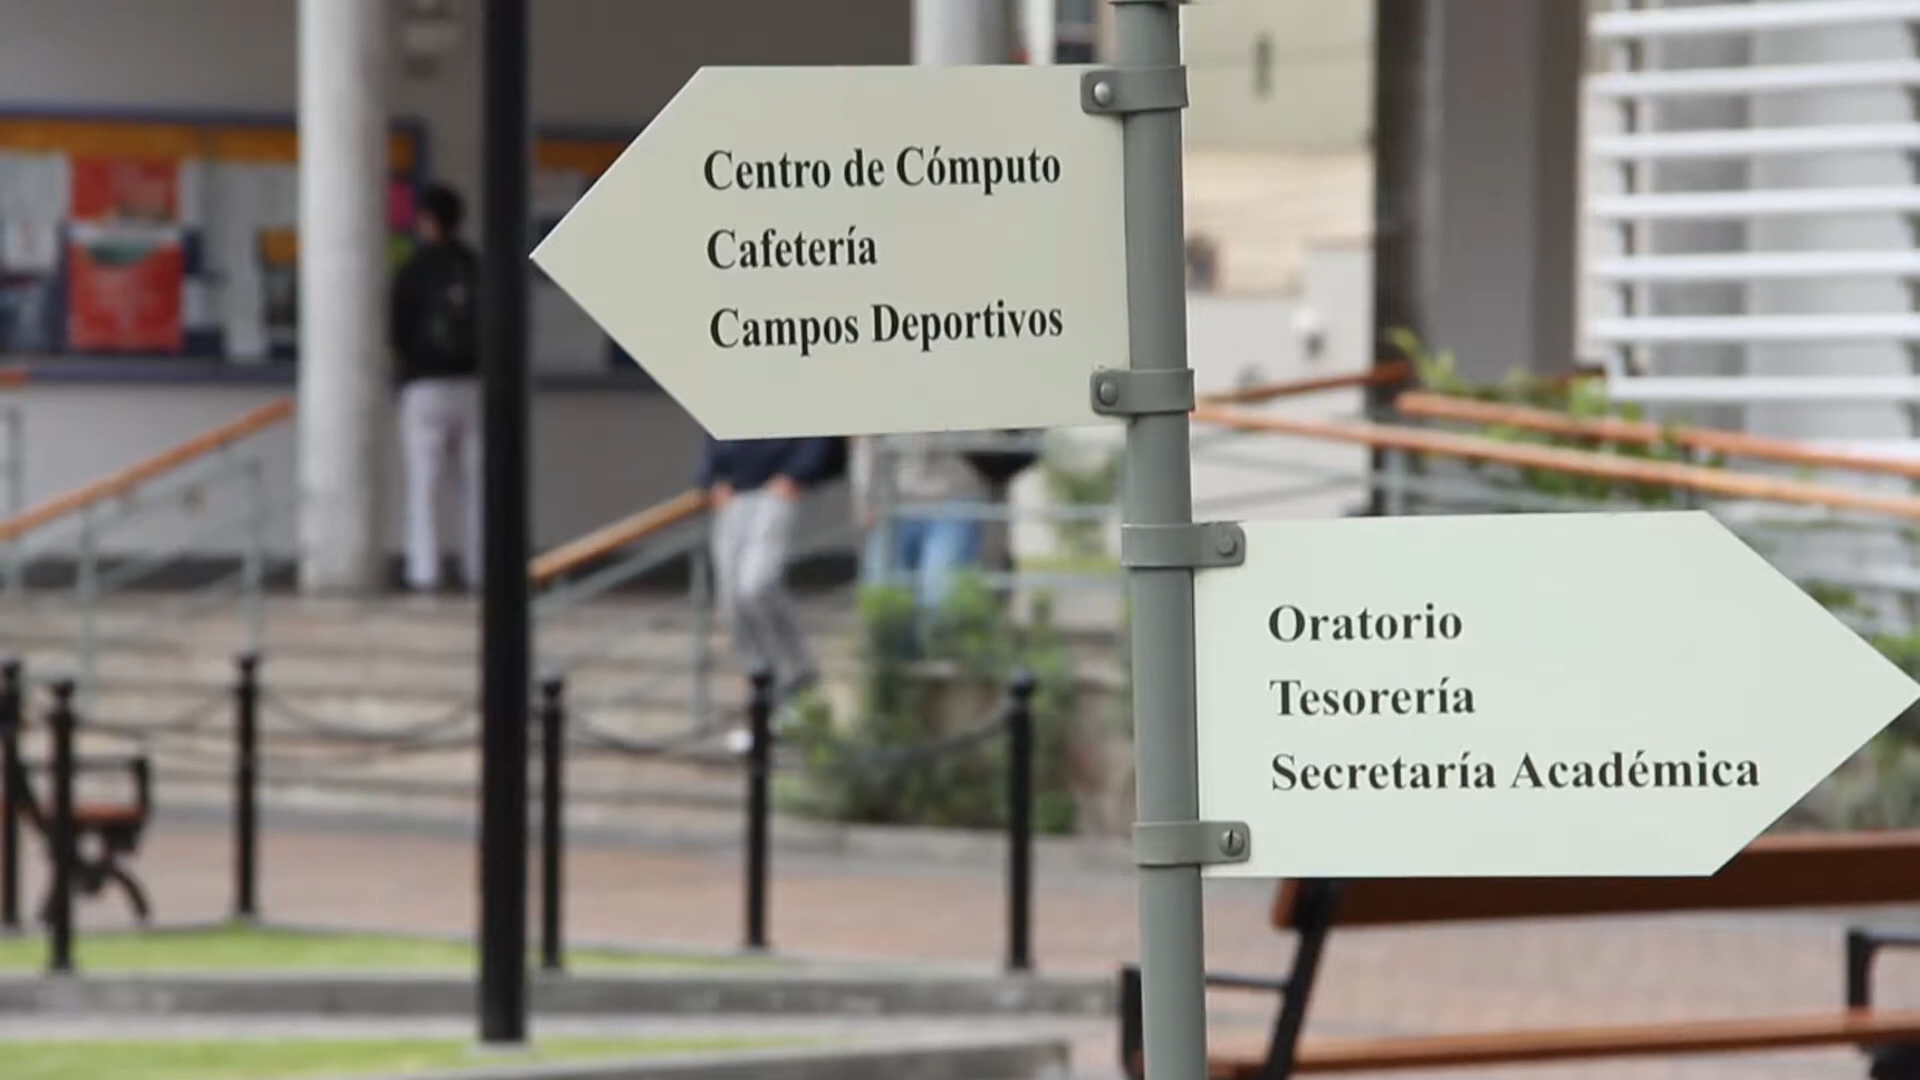 Centro de Cómputo
Cafetería
Campos Deportivos
Oratorio
Tesorería
Secretaría Académica